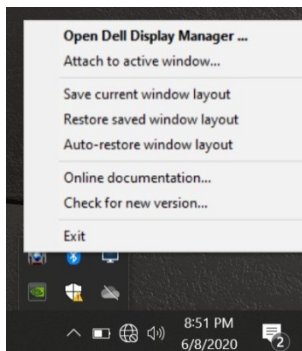 Open Dell Display Manager ...
Attach to active window...
Save current window layout
Restore saved window layout
Auto-restore window layout
Online documentation...
Check for new version...
Exit
8:51 PM
6/8/2020
2